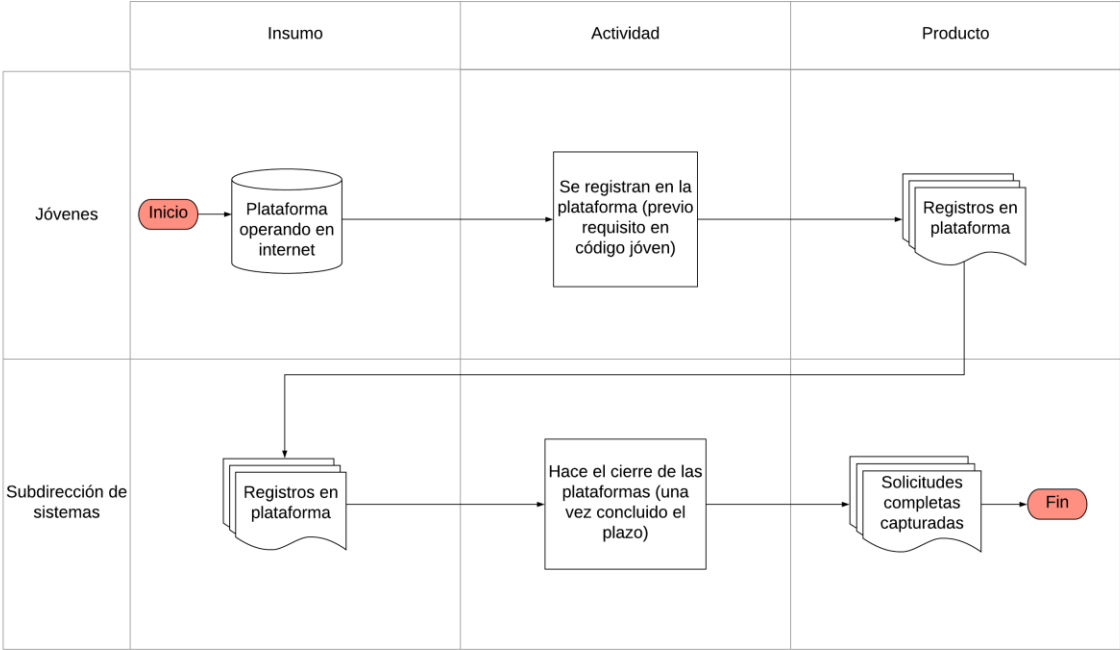 Insumo
Actividad
Producto
Jóvenes
Inicio
Plataforma
operando en
internet
Se registran en la
plataforma (previo
requisito en
código jóven)
Registros en
plataforma
Subdirección de
sistemas
Registros en
plataforma
Hace el cierre de las
plataformas (una
vez concluido el
plazo)
Solicitudes
completas
capturadas
Fin